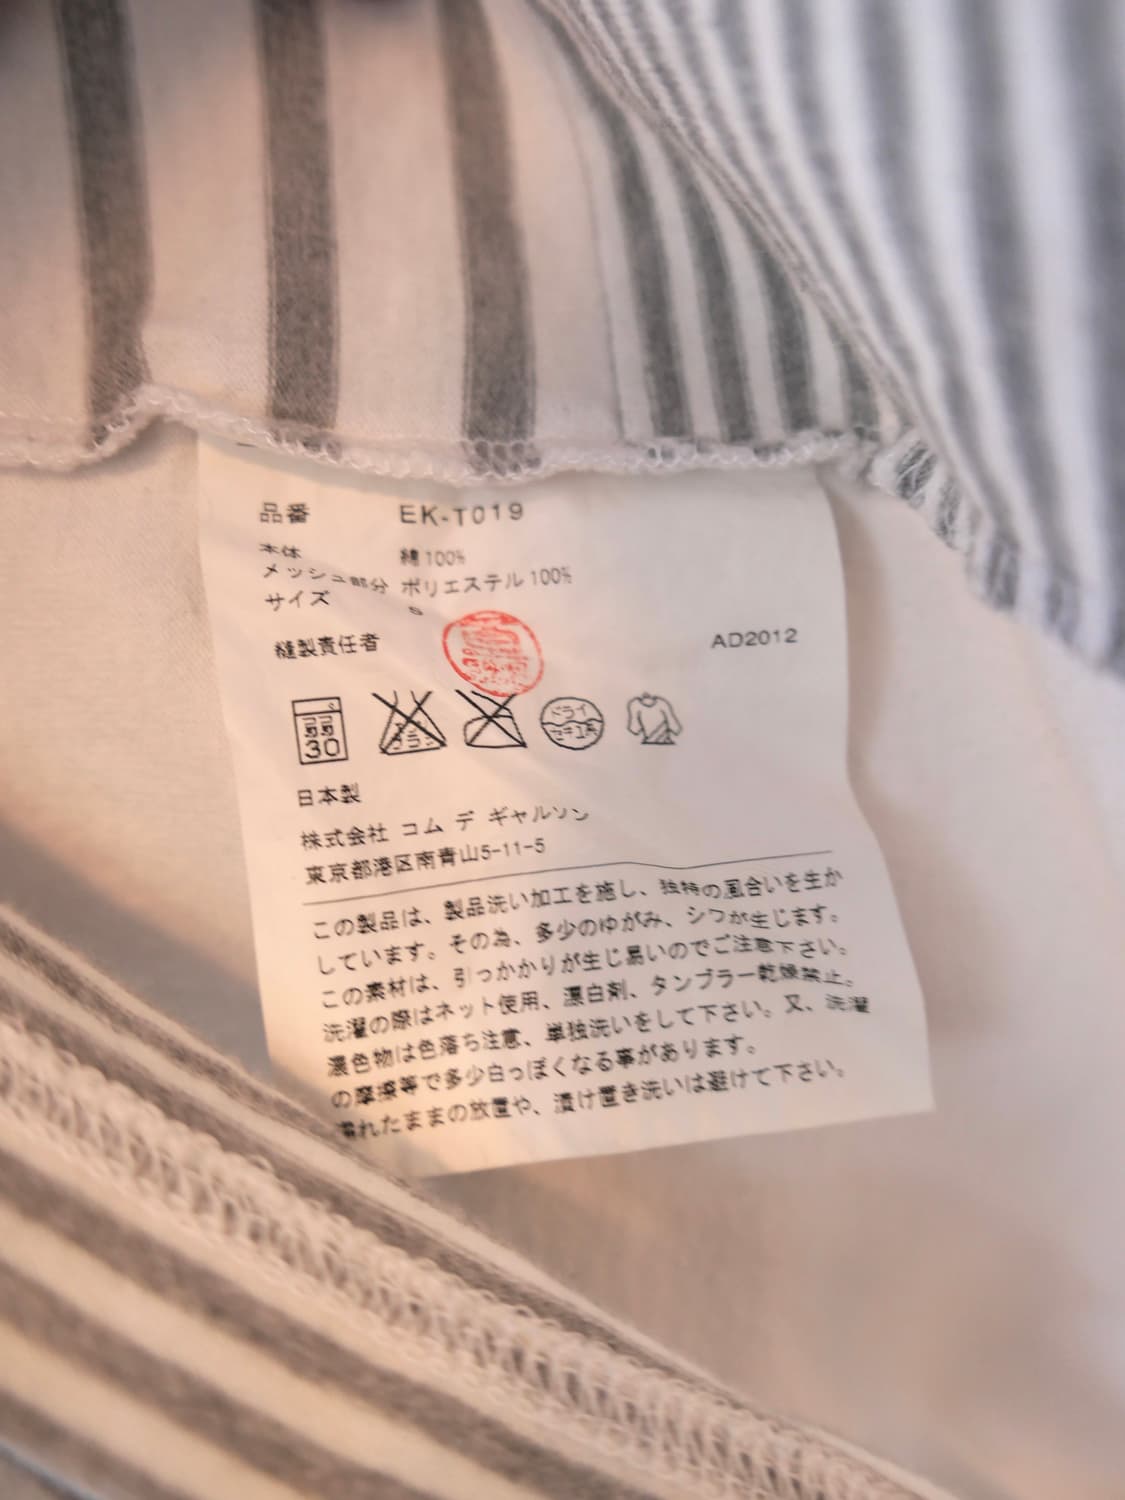 品番 EK-T019
本体 綿 100%
メッシュ部分 ポリエステル 100%
サイズ S
縫製責任者 AD2012
30
ドライ
日本製
株式会社 コム デ ギャルソン
東京都港区南青山5-11-5
この製品は、製品洗い加工を施し、独特の風合いを生か
しています。その為、多少のゆがみ、シワが生じます。
この素材は、引っかかりが生じ易いのでご注意下さい。
洗濯の際はネット使用、漂白剤、タンブラー乾燥禁止。
濃色物は色落ち注意、単独洗いをして下さい。又、洗濯
の摩擦等で多少白っぽくなる事があります。
濡れたままの放置や、漬け置き洗いは避けて下さい。